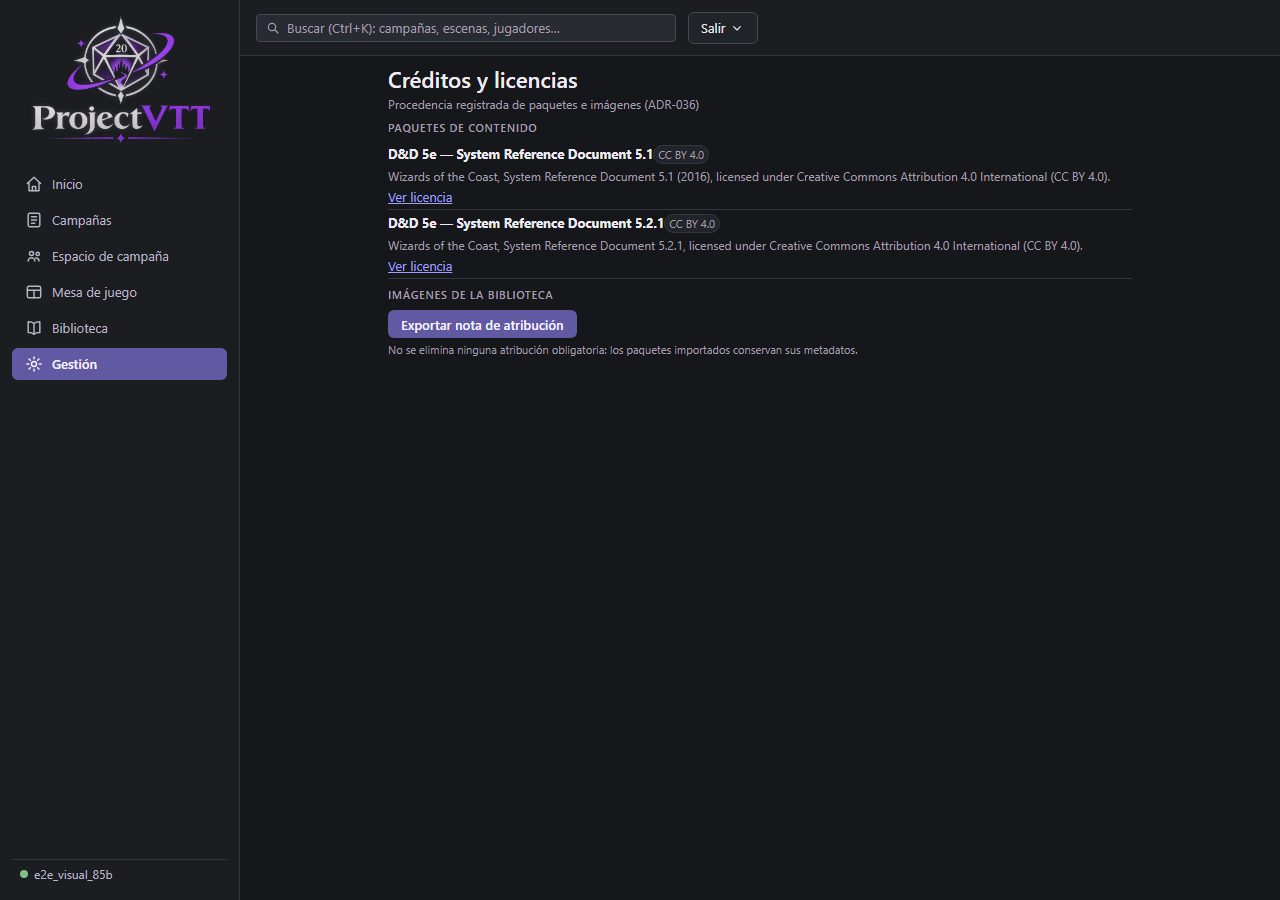 20
ProjectVTT
Inicio
Campañas
Espacio de campaña
Mesa de juego
Biblioteca
Gestión
e2e_visual_85b
Buscar (Ctrl+K): campañas, escenas, jugadores...
Salir
Créditos y licencias
Procedencia registrada de paquetes e imágenes (ADR-036)
PAQUETES DE CONTENIDO
D&D 5e — System Reference Document 5.1 CC BY 4.0
Wizards of the Coast, System Reference Document 5.1 (2016), licensed under Creative Commons Attribution 4.0 International (CC BY 4.0).
Ver licencia
D&D 5e — System Reference Document 5.2.1 CC BY 4.0
Wizards of the Coast, System Reference Document 5.2.1, licensed under Creative Commons Attribution 4.0 International (CC BY 4.0).
Ver licencia
IMÁGENES DE LA BIBLIOTECA
Exportar nota de atribución
No se elimina ninguna atribución obligatoria: los paquetes importados conservan sus metadatos.